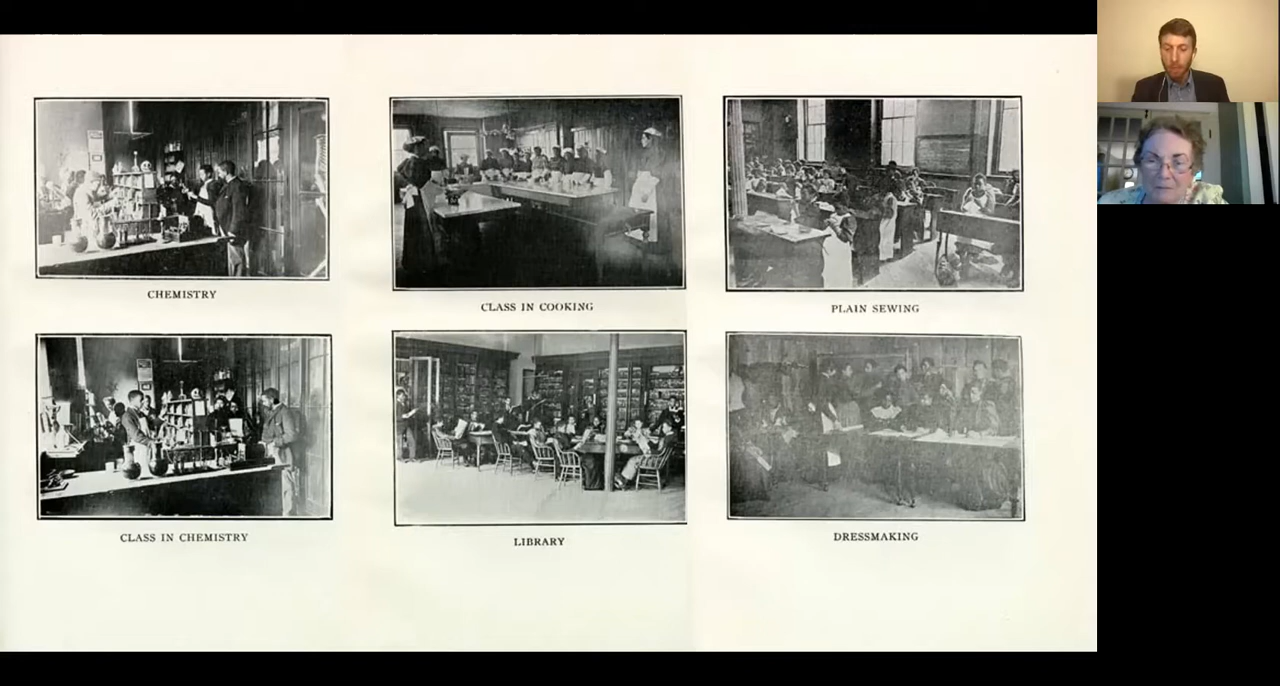 CHEMISTRY
CLASS IN COOKING
PLAIN SEWING
CLASS IN CHEMISTRY
LIBRARY
DRESSMAKING